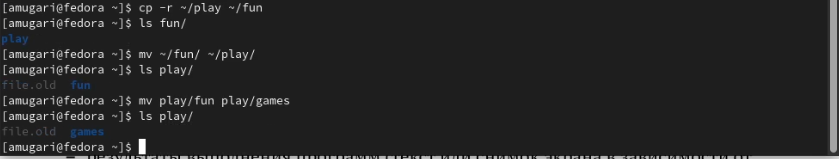 [amugari@fedora ~]$ cp -r ~/play ~/fun
[amugari@fedora ~]$ ls fun/
play
[amugari@fedora ~]$ mv ~/fun/ ~/play/
[amugari@fedora ~]$ ls play/
file.old fun
[amugari@fedora ~]$ mv play/fun play/games
[amugari@fedora ~]$ ls play/
file.old games
[amugari@fedora ~]$